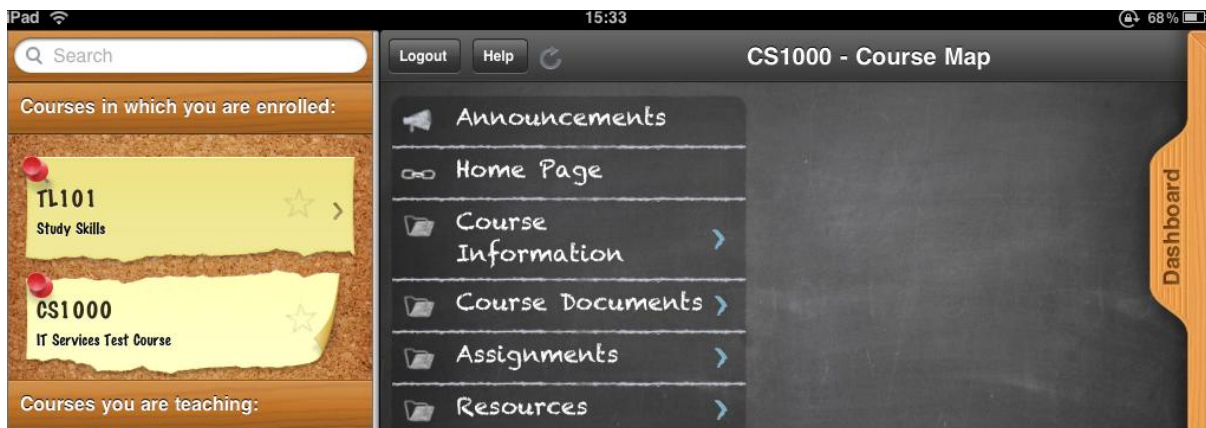 iPad 15:33 68%
Search
Courses in which you are enrolled:
TL101
Study Skills
CS1000
IT Services Test Course
Courses you are teaching:
Logout Help CS1000 - Course Map
Announcements
Home Page
Course
Information
Course Documents
Assignments
Resources
Dashboard